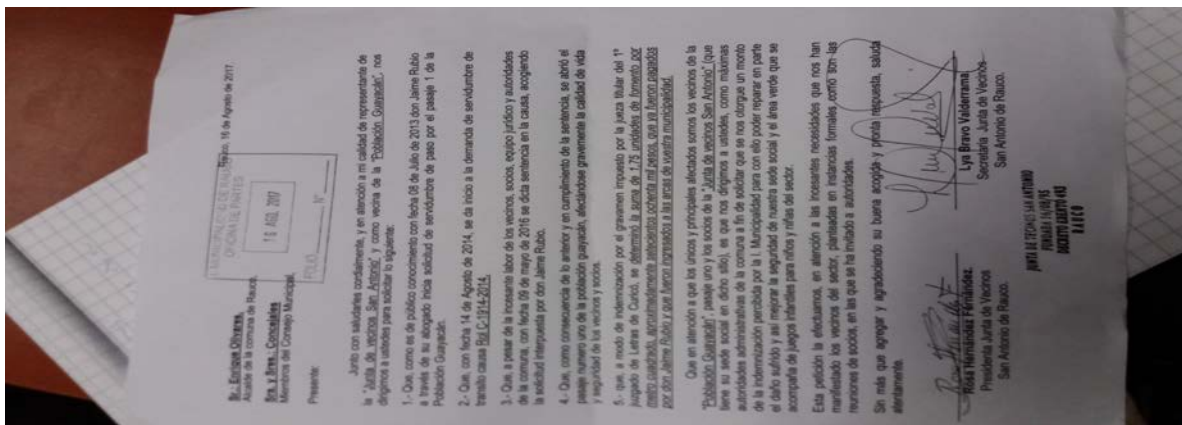 I. MUNICIPALIDAD DE RAUCO
OFICINA DE PARTES
16 AGO. 2017
FOLIO N°
Rauco, 16 de Agosto de 2017.
Sr.: Enrique Olivares.
Alcalde de la comuna de Rauco.
Sra. y Sres.: Concejales
Miembros del Consejo Municipal.
Presente:
Junto con saludarles cordialmente, y en atención a mi calidad de representante de
la "Junta de vecinos San Antonio" y como vecina de la "Población Guayacán", nos
dirigimos a ustedes para solicitar lo siguiente:
1.- Que, como es de público conocimiento con fecha 08 de Julio de 2013 don Jaime Rubio
a través de su abogado inicia solicitud de servidumbre de paso por el pasaje 1 de la
Población Guayacán.
2.- Que, con fecha 14 de Agosto de 2014, se da inicio a la demanda de servidumbre de
transito causa Rol C-1914-2014.
3.- Que, a pesar de la incesante labor de los vecinos, socios, equipo jurídico y autoridades
de la comuna, con fecha 09 de mayo de 2016 se dicta sentencia en la causa, acogiendo
la solicitud interpuesta por don Jaime Rubio.
4.- Que, como consecuencia de lo anterior y en cumplimiento de la sentencia, se abrió el
pasaje numero uno de la población guayacán, afectándose gravemente la calidad de vida
y seguridad de los vecinos y socios.
5.- que, a modo de indemnización por el gravamen impuesto por la jueza titular del 1º
juzgado de Letras de Curicó, se determinó la suma de 1,75 unidades de fomento por
metro cuadrado, aproximadamente setecientos ochenta mil pesos, que ya fueron pagados
por don Jaime Rubio y que fueron ingresados a las arcas de vuestra municipalidad.
Que en atención a que los únicos y principales afectados somos los vecinos de la
"Población Guayacán", pasaje uno y los socios de la "Junta de vecinos San Antonio" (que
tiene su sede social en dicho sitio), es que nos dirigimos a ustedes, como máximas
autoridades administrativas de la comuna a fin de solicitar que se nos otorgue un monto
de la indemnización percibida por la I. Municipalidad para con ello poder reparar en parte
el daño sufrido y así mejorar la seguridad de nuestra sede social y el área verde que se
acompaña de juegos infantiles para niños y niñas del sector.
Esta petición la efectuamos, en atención a las incesantes necesidades que nos han
manifestado los vecinos del sector, planteadas en instancias formales como son las
reuniones de socios, en las que se ha invitado a autoridades.
Sin más que agregar y agradeciendo su buena acogida y pronta respuesta, saluda
atentamente.
Rosa Hernández Fernández.
Presidenta Junta de Vecinos
San Antonio de Rauco.
Lya Bravo Valderrama
Secretaria Junta de Vecinos
San Antonio de Rauco.
JUNTA DE VECINOS SAN ANTONIO
RAUCO